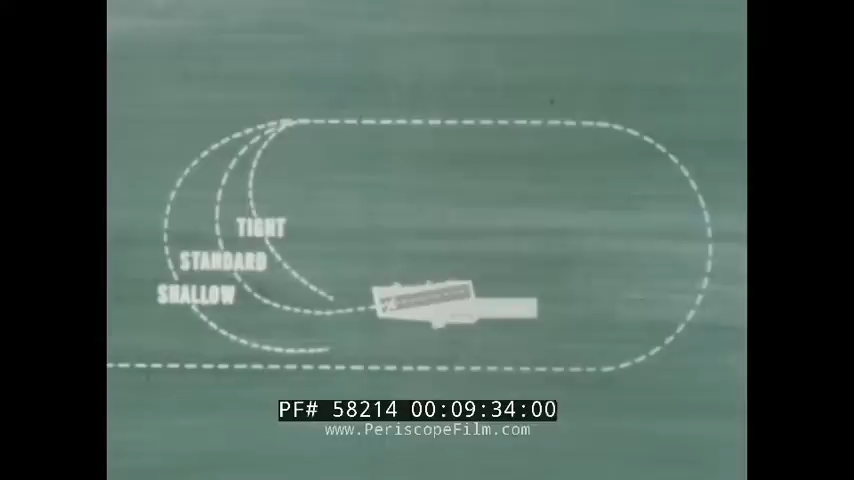 TIGHT
STANDARD
SHALLOW
PF# 58214 00:09:34:00
www.PeriscopeFilm.com